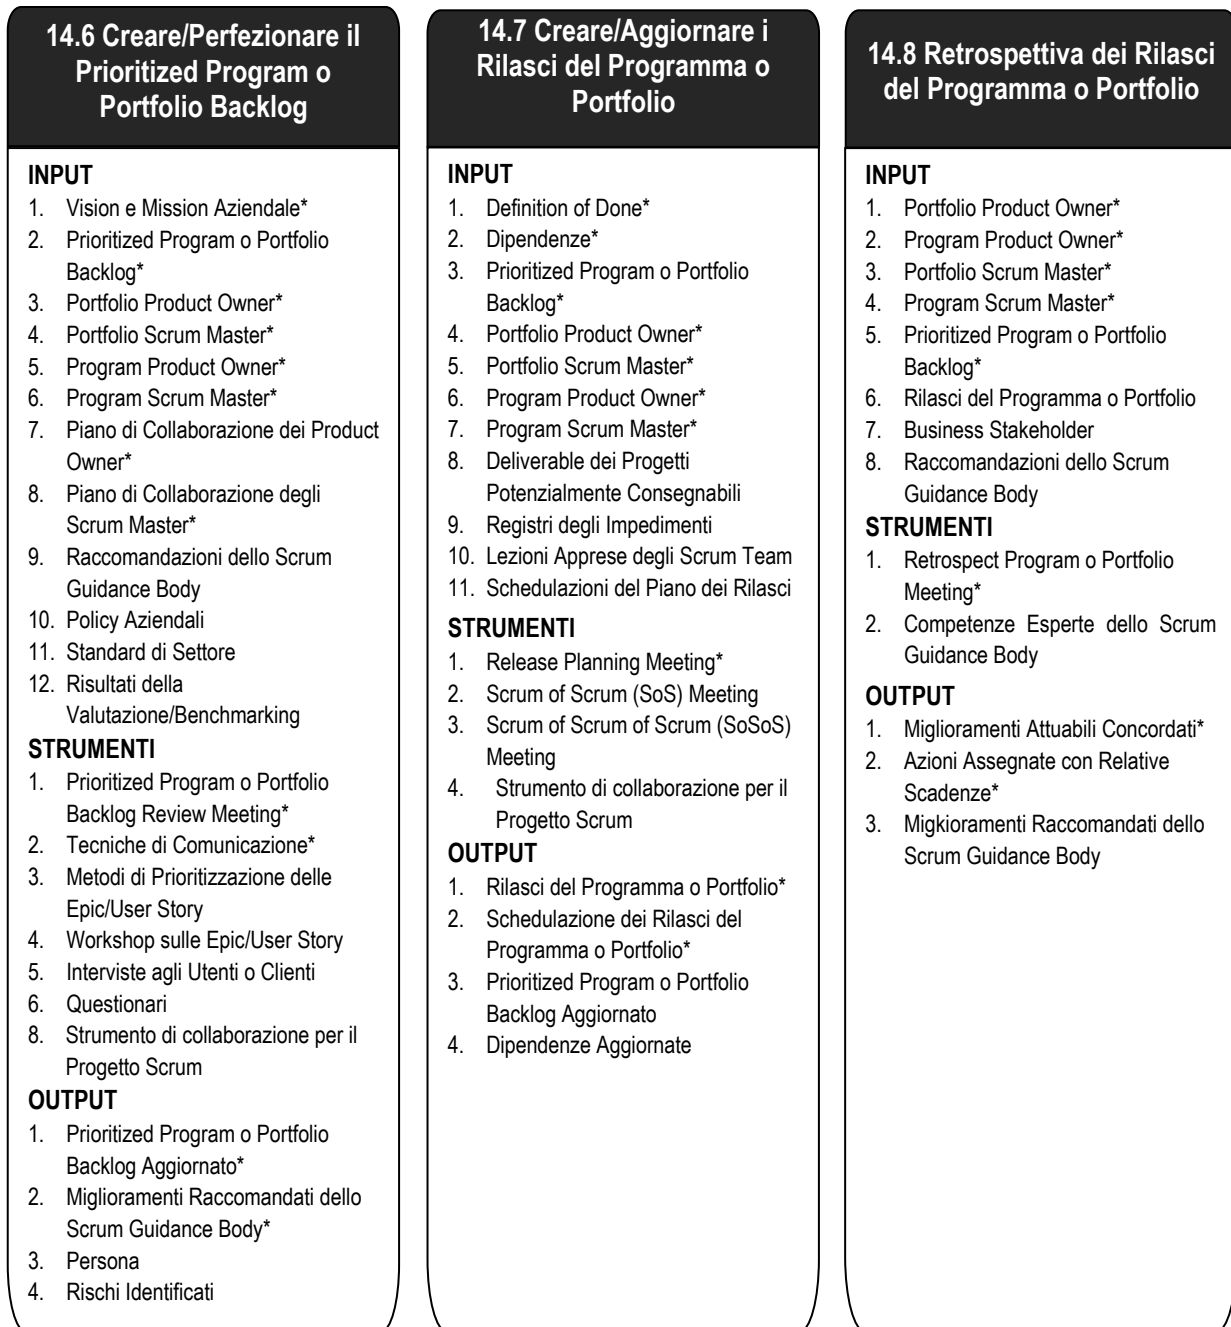 14.6 Creare/Perfezionare il
Prioritized Program o
Portfolio Backlog
INPUT
1. Vision e Mission Aziendale*
2. Prioritized Program o Portfolio
Backlog*
3. Portfolio Product Owner*
4. Portfolio Scrum Master*
5. Program Product Owner*
6. Program Scrum Master*
7. Piano di Collaborazione dei Product
Owner*
8. Piano di Collaborazione degli
Scrum Master*
9. Raccomandazioni dello Scrum
Guidance Body
10. Policy Aziendali
11. Standard di Settore
12. Risultati della
Valutazione/Benchmarking
STRUMENTI
1. Prioritized Program o Portfolio
Backlog Review Meeting*
2. Tecniche di Comunicazione*
3. Metodi di Prioritizzazione delle
Epic/User Story
4. Workshop sulle Epic/User Story
5. Interviste agli Utenti o Clienti
6. Questionari
8. Strumento di collaborazione per il
Progetto Scrum
OUTPUT
1. Prioritized Program o Portfolio
Backlog Aggiornato*
2. Miglioramenti Raccomandati dello
Scrum Guidance Body*
3. Persona
4. Rischi Identificati
14.7 Creare/Aggiornare i
Rilasci del Programma o
Portfolio
INPUT
1. Definition of Done*
2. Dipendenze*
3. Prioritized Program o Portfolio
Backlog*
4. Portfolio Product Owner*
5. Portfolio Scrum Master*
6. Program Product Owner*
7. Program Scrum Master*
8. Deliverable dei Progetti
Potenzialmente Consegnabili
9. Registri degli Impedimenti
10. Lezioni Apprese degli Scrum Team
11. Schedulazioni del Piano dei Rilasci
STRUMENTI
1. Release Planning Meeting*
2. Scrum of Scrum (SoS) Meeting
3. Scrum of Scrum of Scrum (SoSoS)
Meeting
4. Strumento di collaborazione per il
Progetto Scrum
OUTPUT
1. Rilasci del Programma o Portfolio*
2. Schedulazione dei Rilasci del
Programma o Portfolio*
3. Prioritized Program o Portfolio
Backlog Aggiornato
4. Dipendenze Aggiornate
14.8 Retrospettiva dei Rilasci
del Programma o Portfolio
INPUT
1. Portfolio Product Owner*
2. Program Product Owner*
3. Portfolio Scrum Master*
4. Program Scrum Master*
5. Prioritized Program o Portfolio
Backlog*
6. Rilasci del Programma o Portfolio
7. Business Stakeholder
8. Raccomandazioni dello Scrum
Guidance Body
STRUMENTI
1. Retrospect Program o Portfolio
Meeting*
2. Competenze Esperte dello Scrum
Guidance Body
OUTPUT
1. Miglioramenti Attuabili Concordati*
2. Azioni Assegnate con Relative
Scadenze*
3. Migkioramenti Raccomandati dello
Scrum Guidance Body